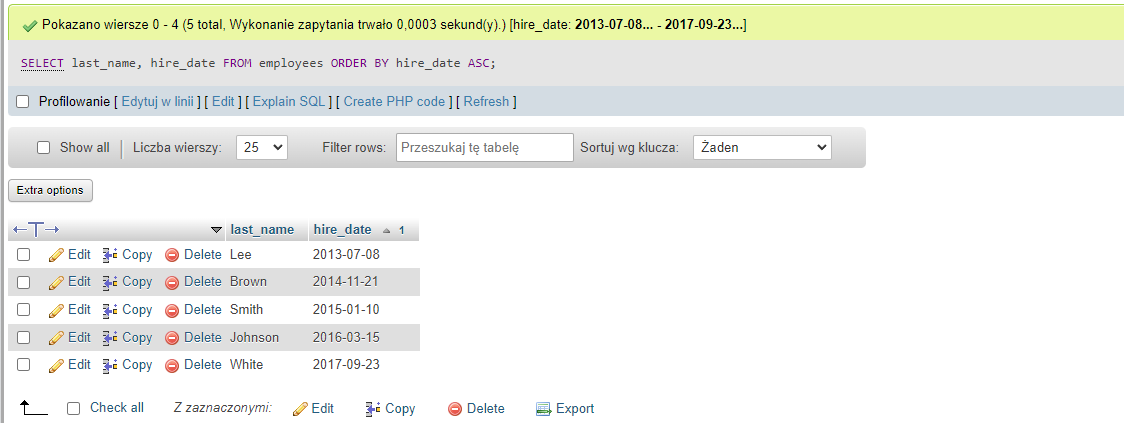 Pokazano wiersze 0 - 4 (5 total, Wykonanie zapytania trwało 0,0003 sekund(y).) [hire_date: 2013-07-08... - 2017-09-23...]
SELECT last_name, hire_date FROM employees ORDER BY hire_date ASC;
Profilowanie [ Edytuj w linii ] [ Edit ] [ Explain SQL ] [ Create PHP code ] [ Refresh ]
Show all | Liczba wierszy: 25 Filter rows: Przeszukaj tę tabelę Sortuj wg klucza: Żaden
Extra options
last_name hire_date 1
Edit Copy Delete Lee 2013-07-08
Edit Copy Delete Brown 2014-11-21
Edit Copy Delete Smith 2015-01-10
Edit Copy Delete Johnson 2016-03-15
Edit Copy Delete White 2017-09-23
Check all Z zaznaczonymi: Edit Copy Delete Export